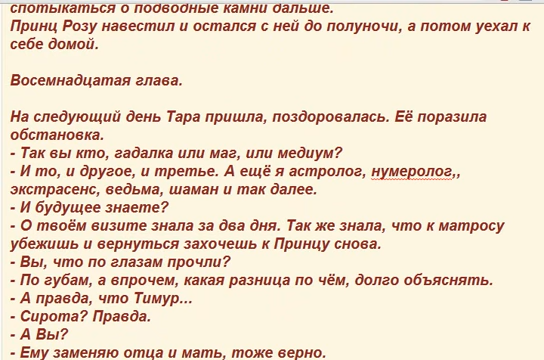 спотыкаться о подводные камни дальше.
Принц Розу навестил и остался с ней до полуночи, а потом уехал к
себе домой.
Восемнадцатая глава.
На следующий день Тара пришла, поздоровалась. Её поразила
обстановка.
- Так вы кто, гадалка или маг, или медиум?
- И то, и другое, и третье. А ещё я астролог, нумеролог,,
экстрасенс, ведьма, шаман и так далее.
- И будущее знаете?
- О твоём визите знала за два дня. Так же знала, что к матросу
убежишь и вернуться захочешь к Принцу снова.
- Вы, что по глазам прочли?
- По губам, а впрочем, какая разница по чём, долго объяснять.
- А правда, что Тимур...
- Сирота? Правда.
- А Вы?
- Ему заменяю отца и мать, тоже верно.